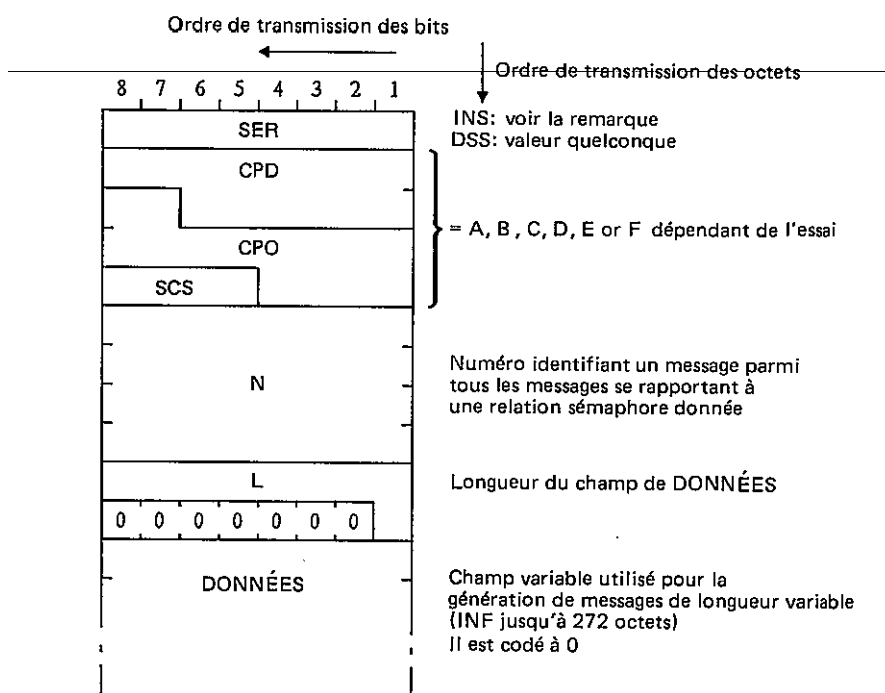 Ordre de transmission des bits
Ordre de transmission des octets
8 7 6 5 4 3 2 1
SER
INS: voir la remarque
DSS: valeur quelconque
CPD
CPO
SCS
= A, B, C, D, E or F dépendant de l'essai
N
Numéro identifiant un message parmi
tous les messages se rapportant à
une relation sémaphore donnée
L
Longueur du champ de DONNÉES
0 0 0 0 0 0 0
DONNÉES
Champ variable utilisé pour la
génération de messages de longueur variable
(INF jusqu'à 272 octets)
Il est codé à 0